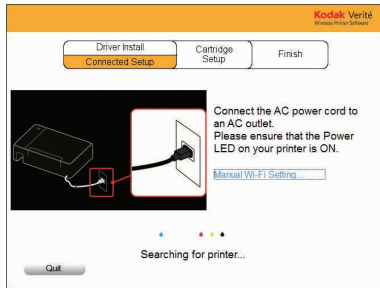 Kodak Verité
Wireless Printer Software
Driver Install
Connected Setup
Cartridge
Setup
Finish
Connect the AC power cord to
an AC outlet.
Please ensure that the Power
LED on your printer is ON.
Manual Wi-Fi Setting...
Searching for printer...
Quit